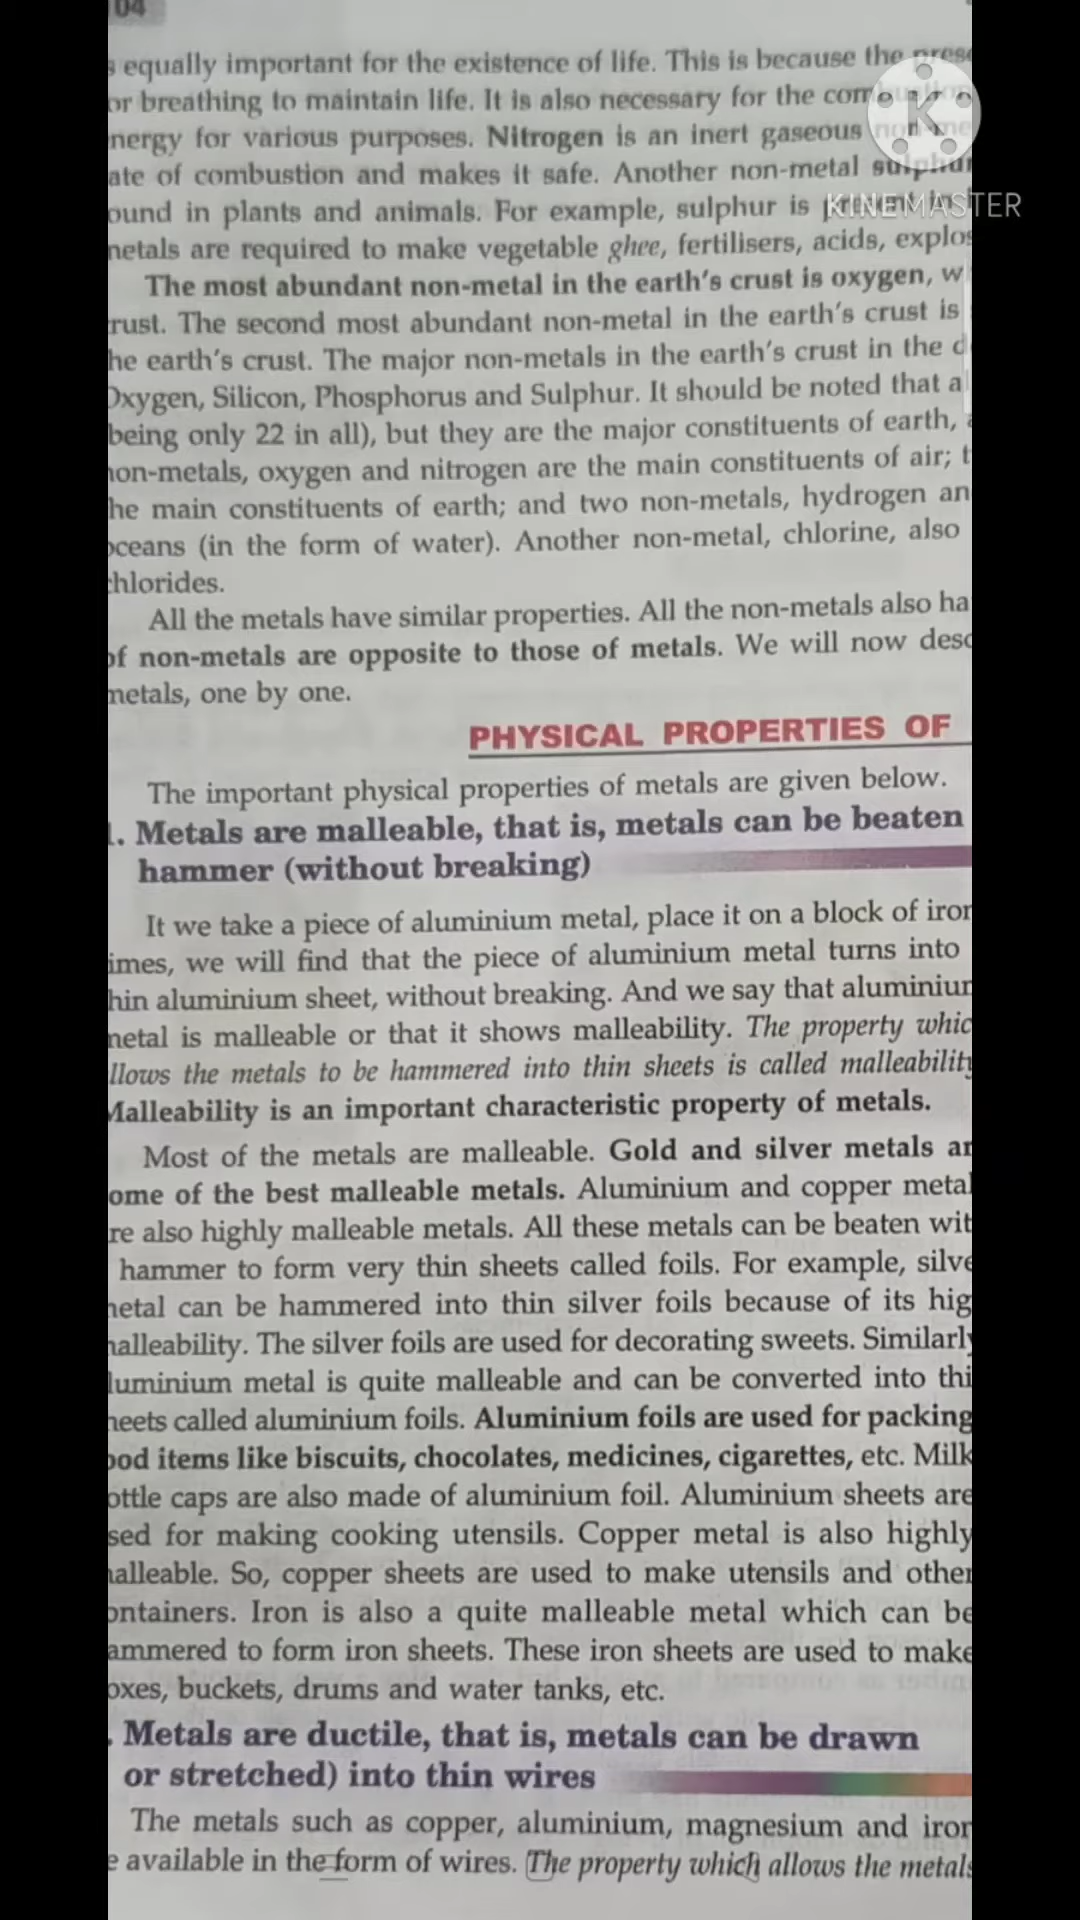 04
equally important for the existence of life. This is because the
or breathing to maintain life. It is also necessary for the
for various purposes. Nitrogen is an inert gaseous
of combustion and makes it safe. Another non-metal sulphur
in plants and animals. For example, sulphur is
K
KINEMASTER
are required to make vegetable ghee, fertilisers, acids,
The most abundant non-metal in the earth's crust is oxygen,
The second most abundant non-metal in the earth's crust is
he earth's crust. The major non-metals in the earth's crust in the
Silicon, Phosphorus and Sulphur. It should be noted that
being only 22 in all), but they are the major constituents of earth,
oxygen and nitrogen are the main constituents of air;
he main constituents of earth; and two non-metals, hydrogen an
(in the form of water). Another non-metal, chlorine, also
hlorides.
All the metals have similar properties. All the non-metals also ha
of non-metals are opposite to those of metals. We will now desc
one by one.
PHYSICAL PROPERTIES OF
The important physical properties of metals are given below.
. Metals are malleable, that is, metals can be beaten
hammer (without breaking)
It we take a piece of aluminium metal, place it on a block of iron
imes, we will find that the piece of aluminium metal turns into
hin aluminium sheet, without breaking. And we say that
metal is malleable or that it shows malleability. The property whic
llows the metals to be hammered into thin sheets is called malleability
Malleability is an important characteristic property of metals.
Most of the metals are malleable. Gold and silver metals ar
ome of the best malleable metals. Aluminium and copper metal
re also highly malleable metals. All these metals can be beaten wit
hammer to form very thin sheets called foils. For example, silve
etal can be hammered into thin silver foils because of its hig
alleability. The silver foils are used for decorating sweets. Similarly
luminium metal is quite malleable and can be converted into thi
heets called aluminium foils. Aluminium foils are used for packing
ood items like biscuits, chocolates, medicines, cigarettes, etc. Milk
ottle caps are also made of aluminium foil. Aluminium sheets are
sed for making cooking utensils. Copper metal is also highly
alleable. So, copper sheets are used to make utensils and other
ontainers. Iron is also a quite malleable metal which can be
ammered to form iron sheets. These iron sheets are used to make
oxes, buckets, drums and water tanks, etc.
. Metals are ductile, that is, metals can be drawn
or stretched) into thin wires
The metals such as copper, aluminium, magnesium and iron
e available in the form of wires. The property which allows the metals